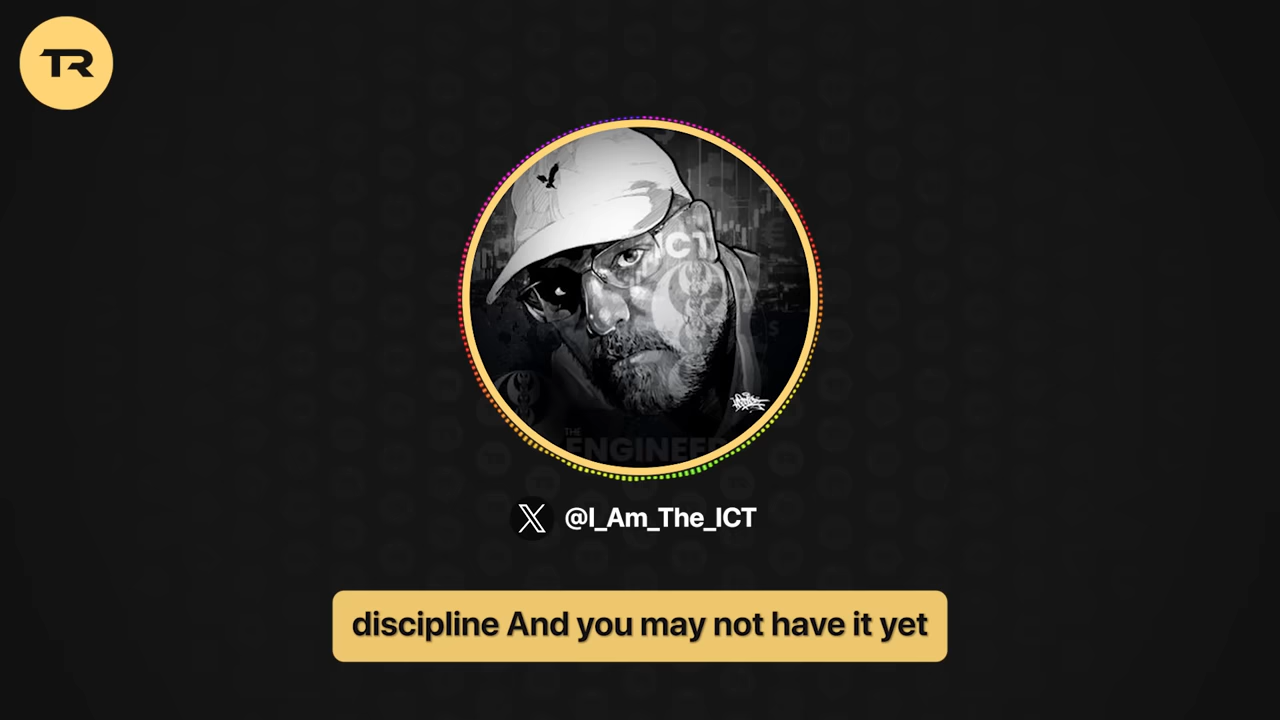 TR
ICT
THE
ENGINEER
@I_Am_The_ICT
discipline And you may not have it yet